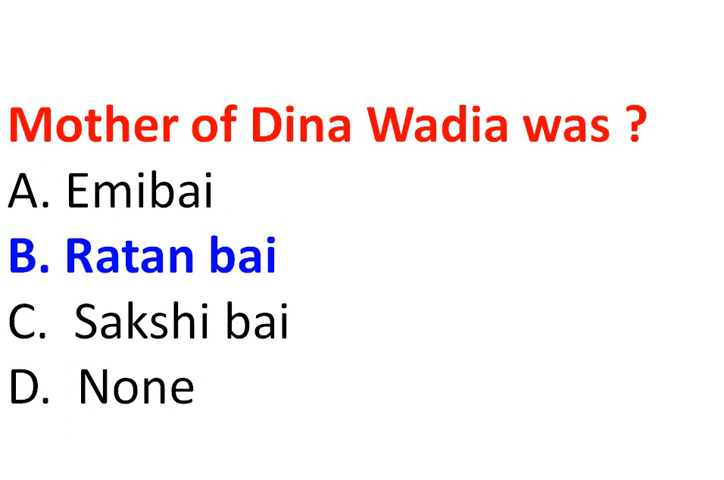 Mother of Dina Wadia was ?
A. Emibai
B. Ratan bai
C. Sakshi bai
D. None